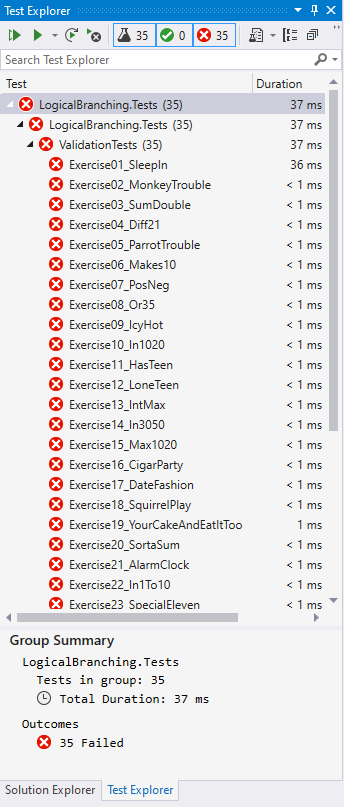 Test Explorer
35 0 35
Search Test Explorer
Test Duration
LogicalBranching.Tests (35) 37 ms
LogicalBranching.Tests (35) 37 ms
ValidationTests (35) 37 ms
Exercise01_SleepIn 36 ms
Exercise02_MonkeyTrouble < 1 ms
Exercise03_SumDouble < 1 ms
Exercise04_Diff21 < 1 ms
Exercise05_ParrotTrouble < 1 ms
Exercise06_Makes10 < 1 ms
Exercise07_PosNeg < 1 ms
Exercise08_Or35 < 1 ms
Exercise09_IcyHot < 1 ms
Exercise10_In1020 < 1 ms
Exercise11_HasTeen < 1 ms
Exercise12_LoneTeen < 1 ms
Exercise13_IntMax < 1 ms
Exercise14_In3050 < 1 ms
Exercise15_Max1020 < 1 ms
Exercise16_CigarParty < 1 ms
Exercise17_DateFashion < 1 ms
Exercise18_SquirrelPlay < 1 ms
Exercise19_YourCakeAndEatItToo 1 ms
Exercise20_SortaSum < 1 ms
Exercise21_AlarmClock < 1 ms
Exercise22_In1To10 < 1 ms
Exercise23_SpecialEleven < 1 ms
Group Summary
LogicalBranching.Tests
Tests in group: 35
Total Duration: 37 ms
Outcomes
35 Failed
Solution Explorer Test Explorer